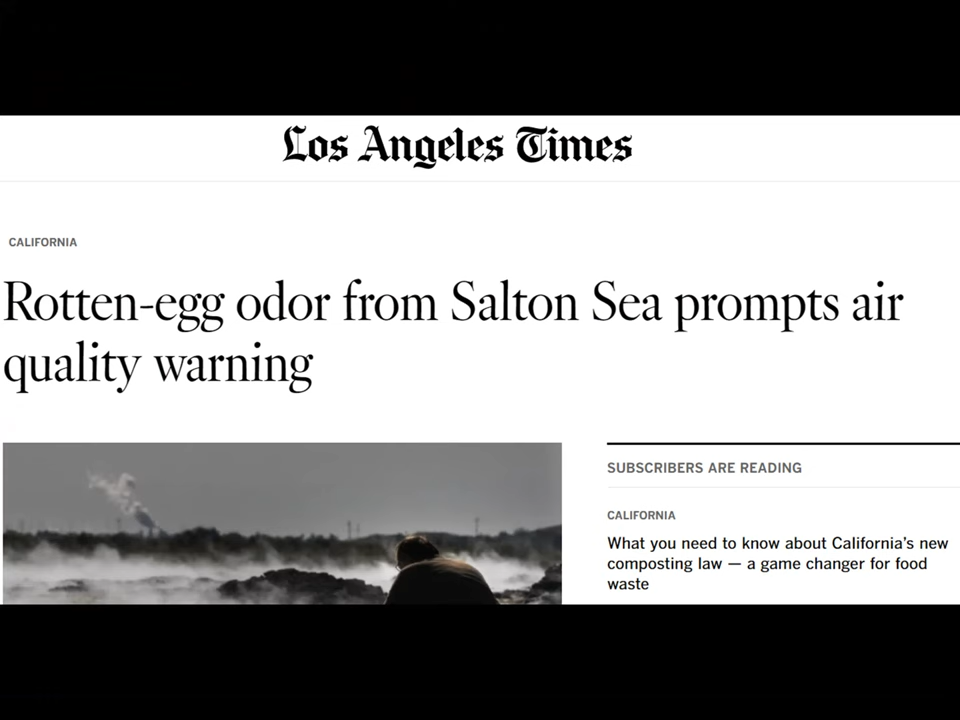 Los Angeles Times
CALIFORNIA
Rotten-egg odor from Salton Sea prompts air
quality warning
SUBSCRIBERS ARE READING
CALIFORNIA
What you need to know about California's new
composting law — a game changer for food
waste